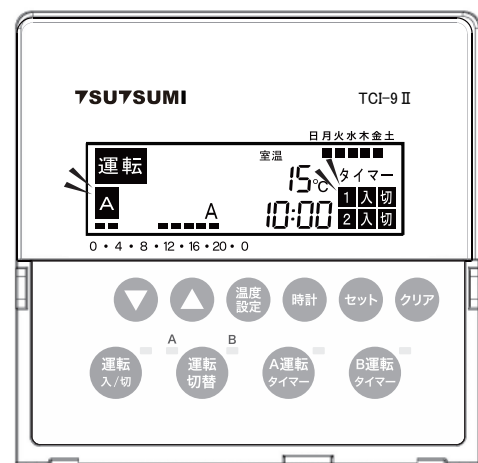 TSUTSUMI TCI-9Ⅱ
日月火水木金土
運転 室温 タイマー
15℃ 1 入 切
A A 10:00 2 入 切
0・4・8・12・16・20・0
▼ ▲ 温度設定 時計 セット クリア
A B
運転入/切 運転切替 A運転タイマー B運転タイマー